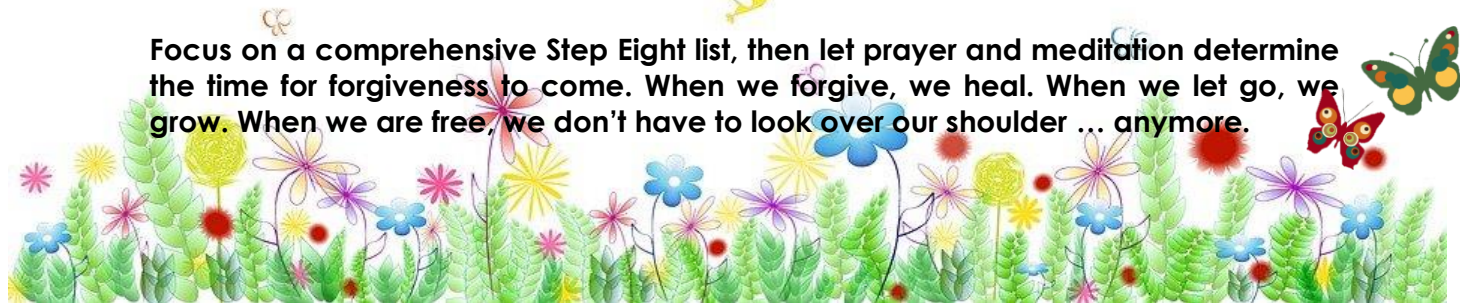 Focus on a comprehensive Step Eight list, then let prayer and meditation determine
the time for forgiveness to come. When we forgive, we heal. When we let go, we
grow. When we are free, we don’t have to look over our shoulder … anymore.